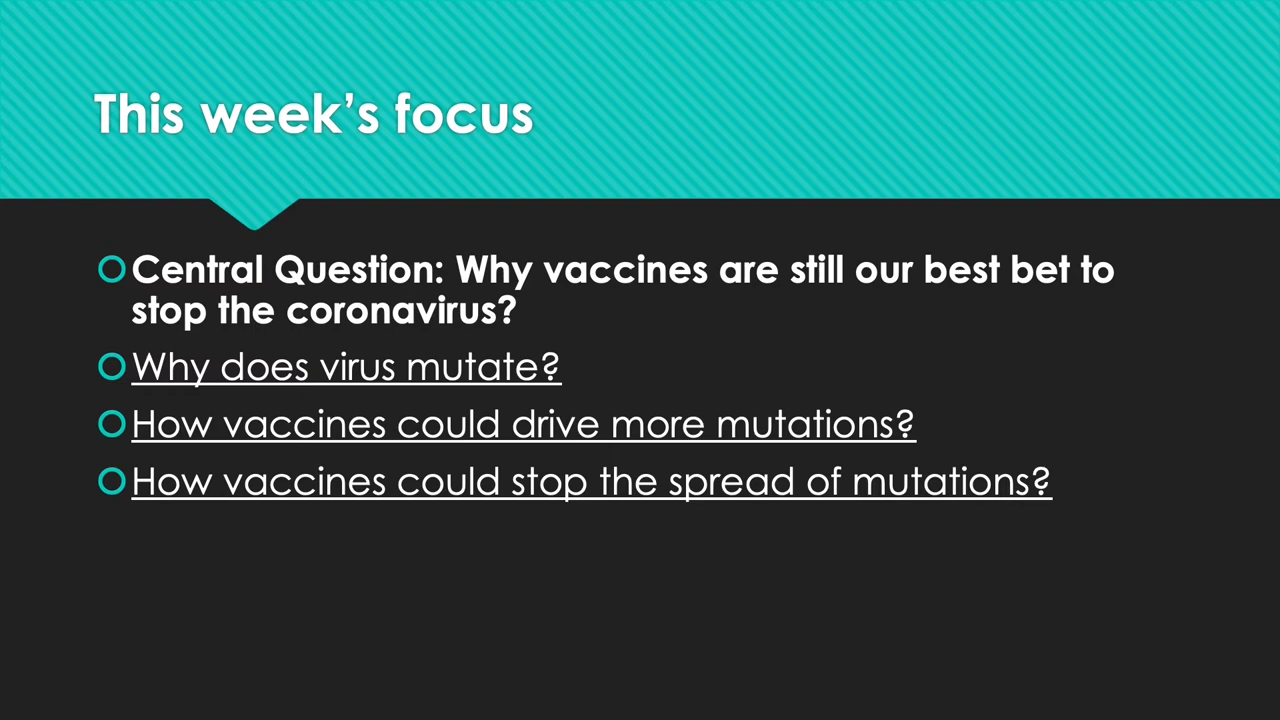 This week’s focus
Central Question: Why vaccines are still our best bet to
stop the coronavirus?
Why does virus mutate?
How vaccines could drive more mutations?
How vaccines could stop the spread of mutations?